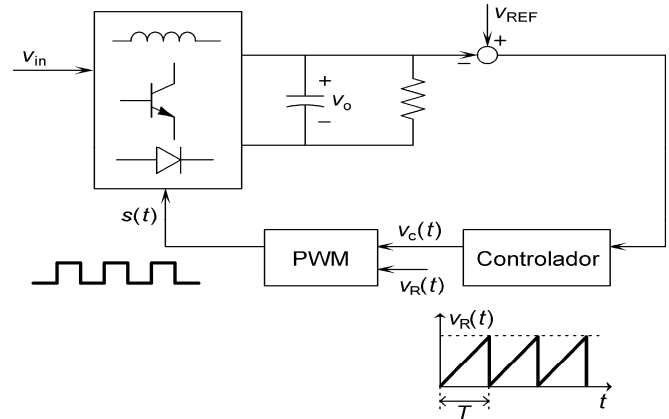 v_REF
+
v_in
−
+
v_o
−
s(t)
v_c(t)
PWM
Controlador
v_R(t)
v_R(t)
t
T